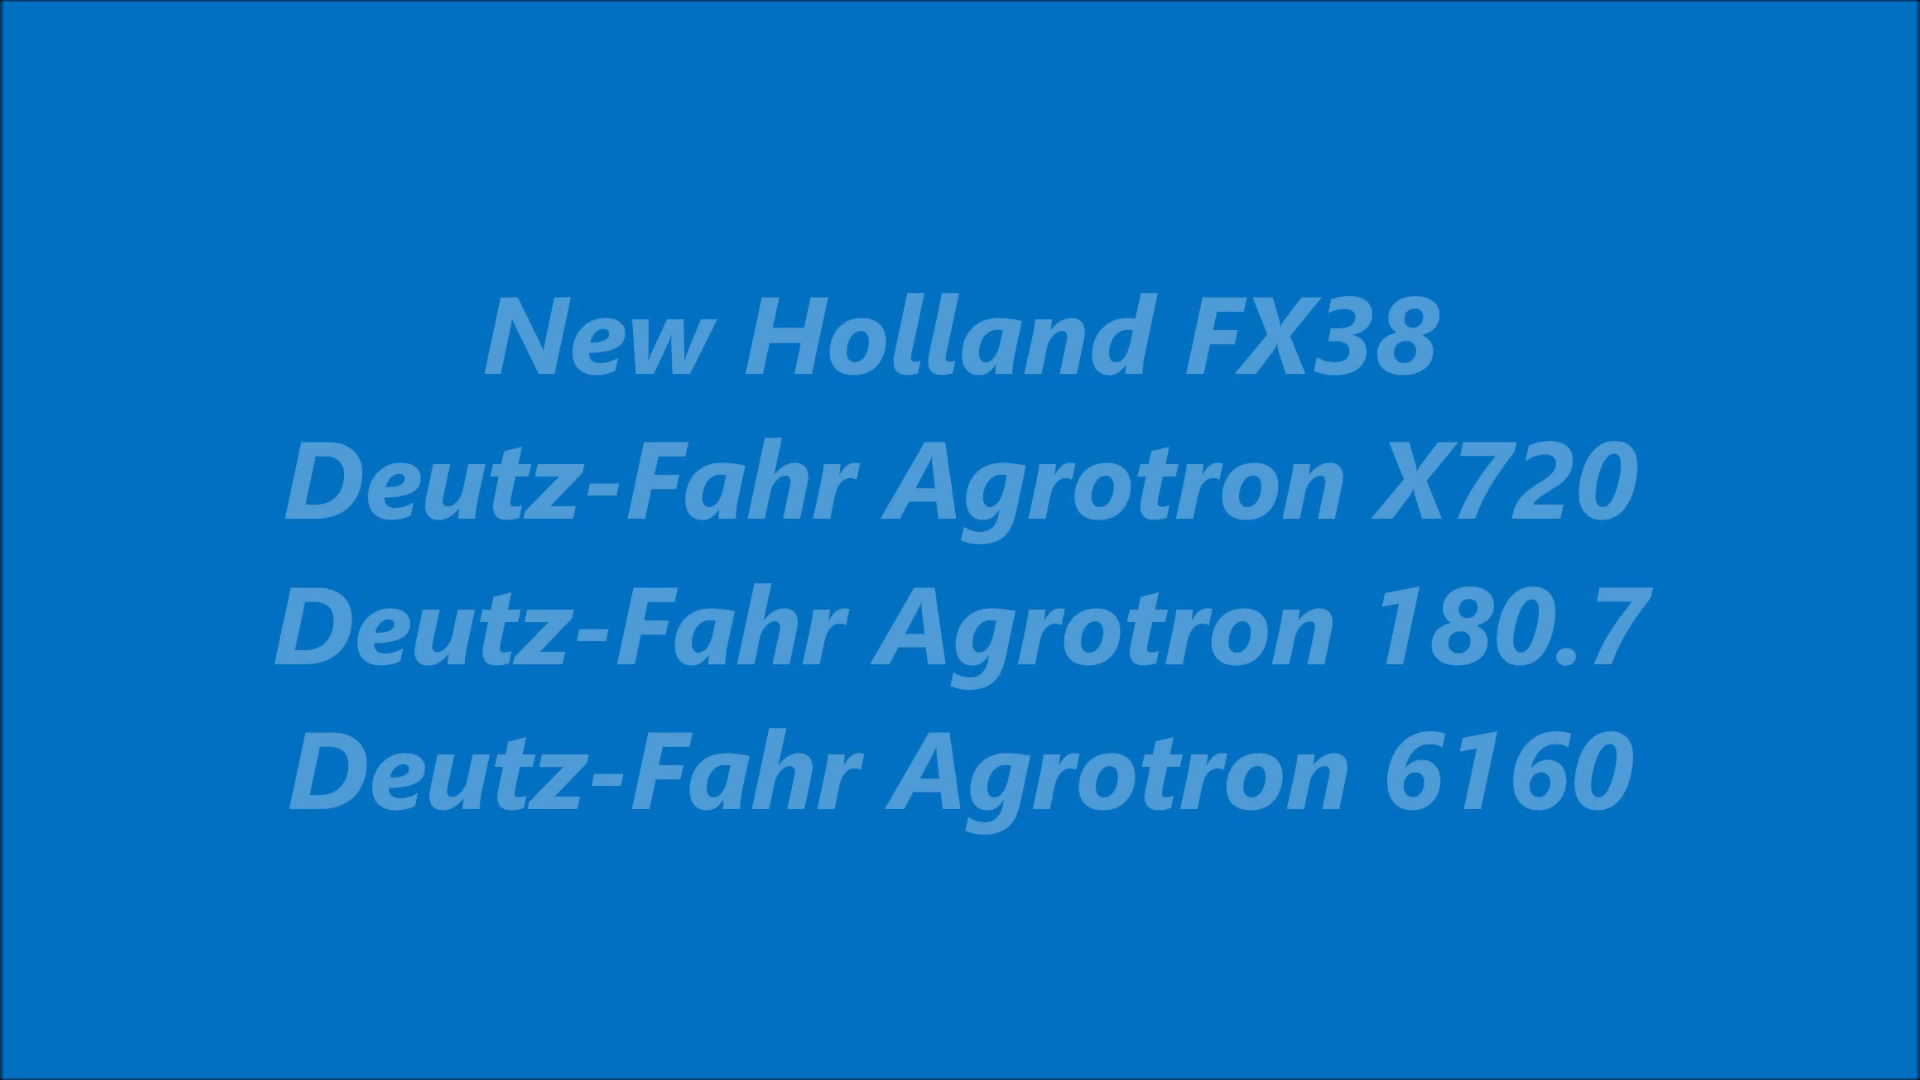 New Holland FX38
Deutz-Fahr Agrotron X720
Deutz-Fahr Agrotron 180.7
Deutz-Fahr Agrotron 6160